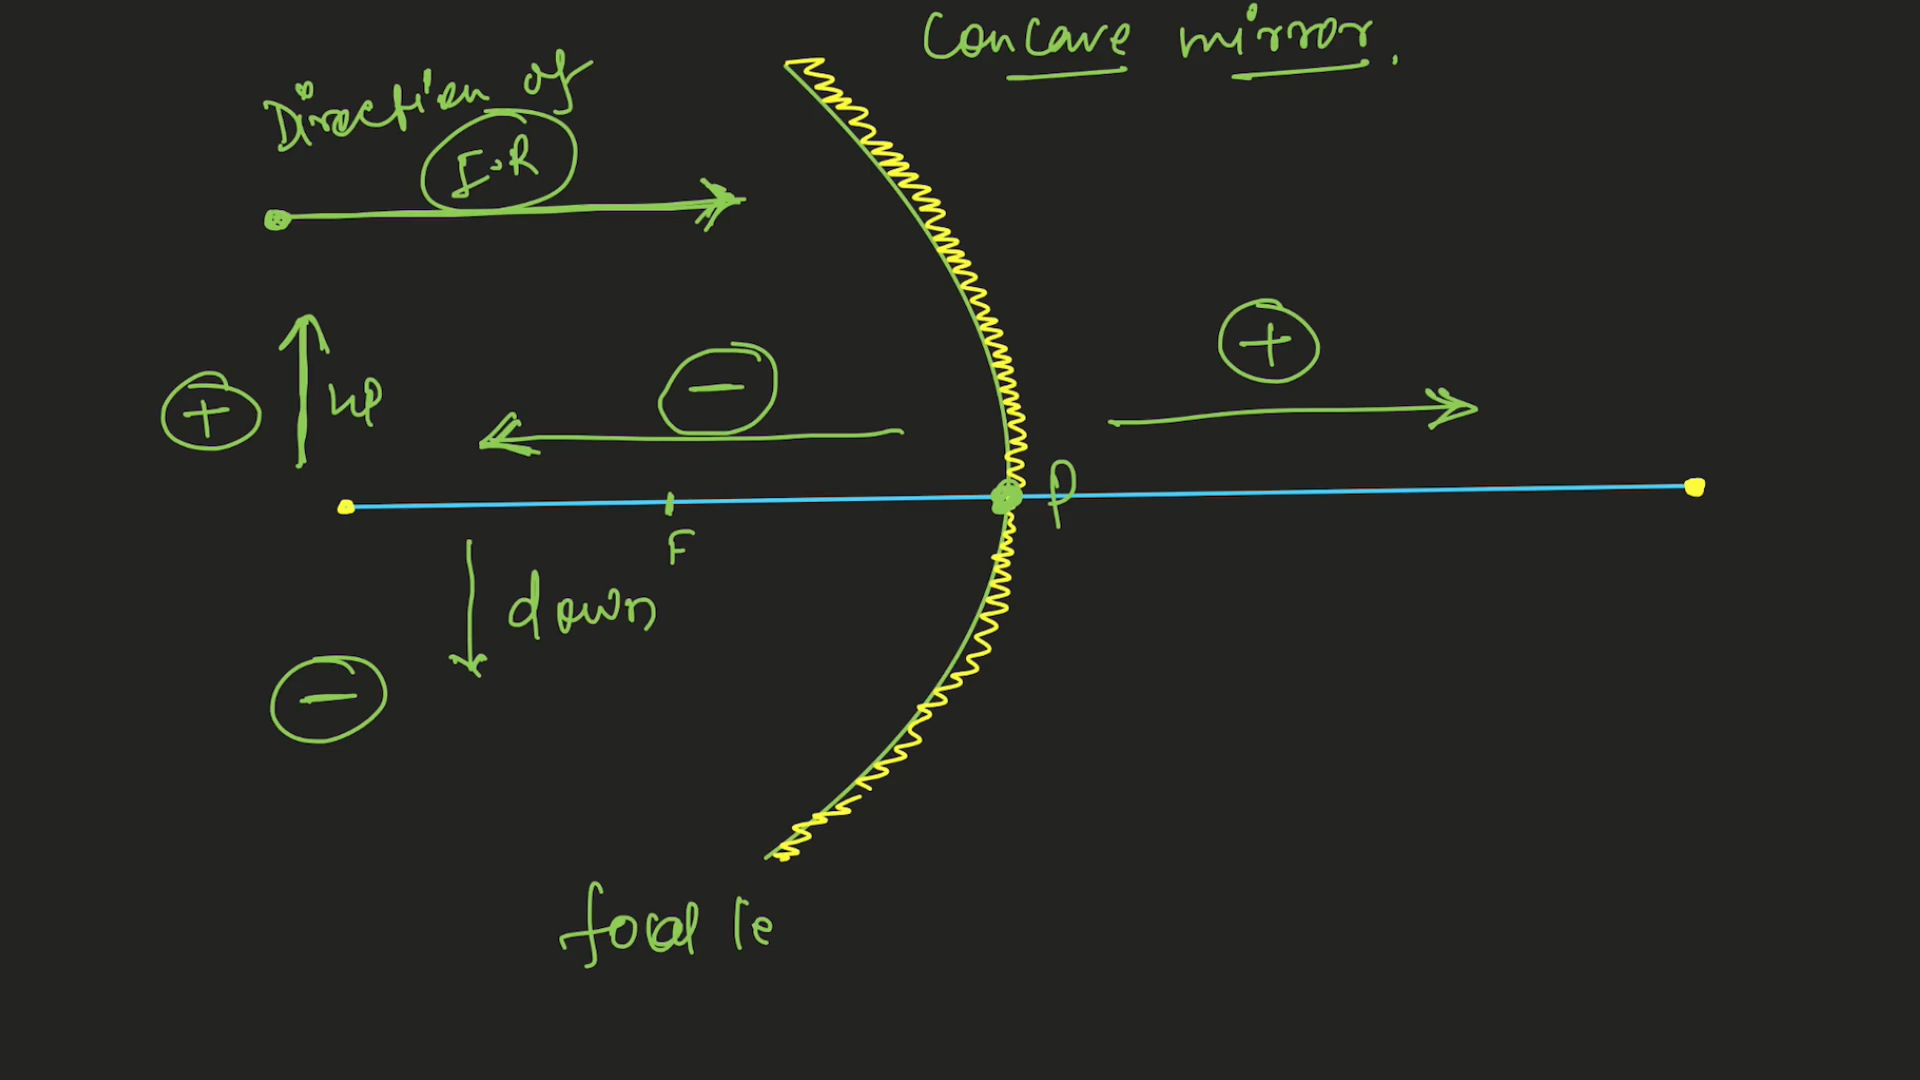 Concave mirror.
Direction of
I.R
+
-
+
up
P
F
down
-
focal le